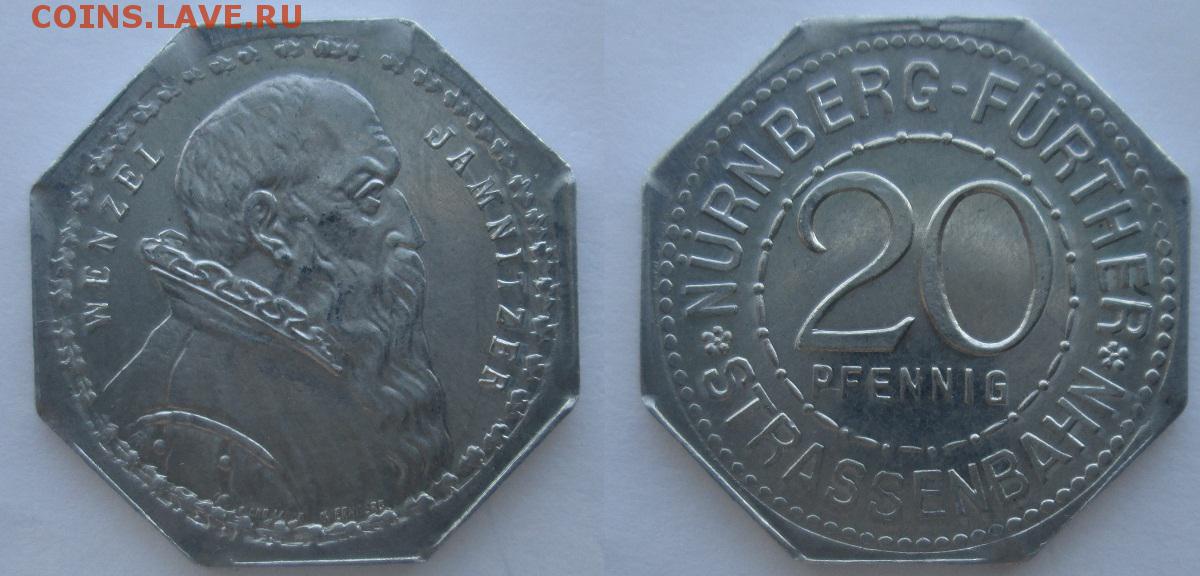 COINS.LAVE.RU
WENZEL JAMNITZER
NÜRNBERG-FÜRTHER
20
PFENNIG
STRASSENBAHN